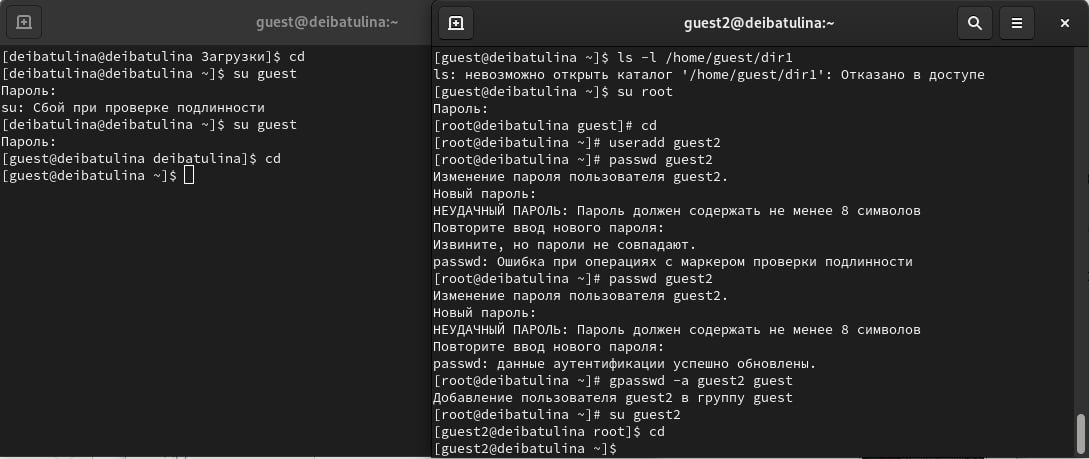 guest@deibatulina:~
[deibatulina@deibatulina Загрузки]$ cd
[deibatulina@deibatulina ~]$ su guest
Пароль:
su: Сбой при проверке подлинности
[deibatulina@deibatulina ~]$ su guest
Пароль:
[guest@deibatulina deibatulina]$ cd
[guest@deibatulina ~]$
guest2@deibatulina:~
[guest@deibatulina ~]$ ls -l /home/guest/dir1
ls: невозможно открыть каталог '/home/guest/dir1': Отказано в доступе
[guest@deibatulina ~]$ su root
Пароль:
[root@deibatulina guest]# cd
[root@deibatulina ~]# useradd guest2
[root@deibatulina ~]# passwd guest2
Изменение пароля пользователя guest2.
Новый пароль:
НЕУДАЧНЫЙ ПАРОЛЬ: Пароль должен содержать не менее 8 символов
Повторите ввод нового пароля:
Извините, но пароли не совпадают.
passwd: Ошибка при операциях с маркером проверки подлинности
[root@deibatulina ~]# passwd guest2
Изменение пароля пользователя guest2.
Новый пароль:
НЕУДАЧНЫЙ ПАРОЛЬ: Пароль должен содержать не менее 8 символов
Повторите ввод нового пароля:
passwd: данные аутентификации успешно обновлены.
[root@deibatulina ~]# gpasswd -a guest2 guest
Добавление пользователя guest2 в группу guest
[root@deibatulina ~]# su guest2
[guest2@deibatulina root]$ cd
[guest2@deibatulina ~]$